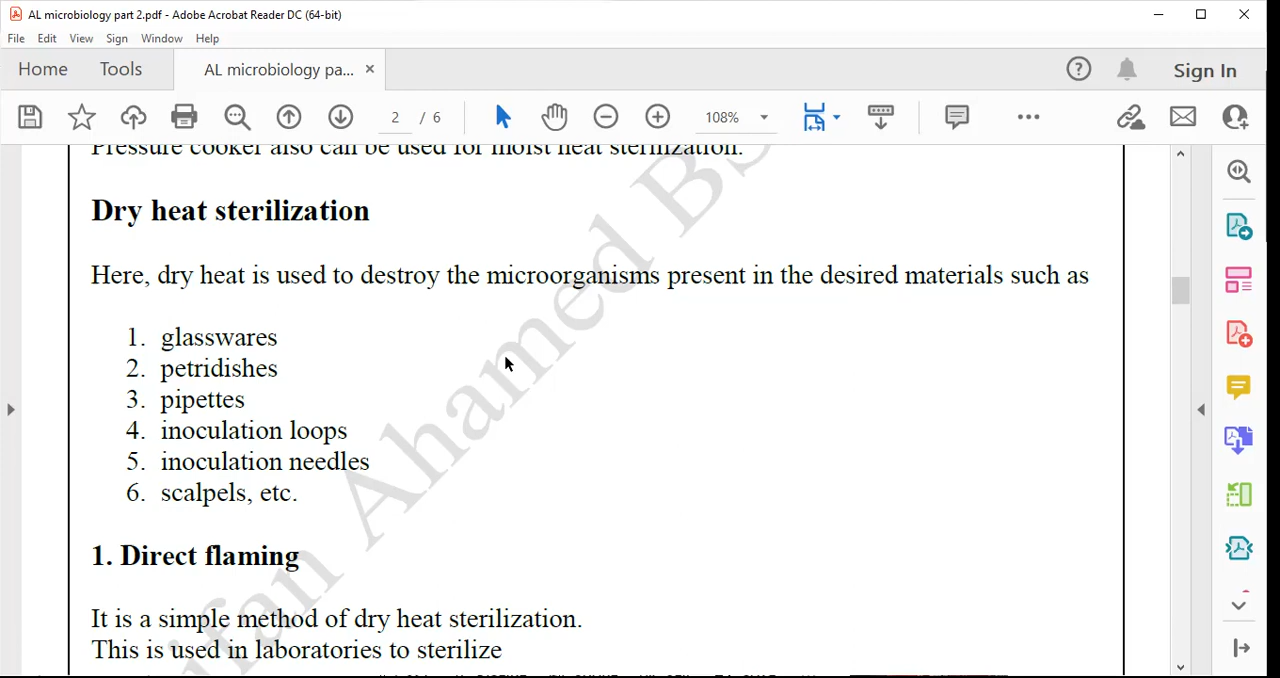 AL microbiology part 2.pdf - Adobe Acrobat Reader DC (64-bit)
File Edit View Sign Window Help
Home Tools AL microbiology pa... × Sign In
2 / 6 108%
Pressure cooker also can be used for moist heat sterilization.
Dry heat sterilization
Here, dry heat is used to destroy the microorganisms present in the desired materials such as
1. glasswares
2. petridishes
3. pipettes
4. inoculation loops
5. inoculation needles
6. scalpels, etc.
1. Direct flaming
It is a simple method of dry heat sterilization.
This is used in laboratories to sterilize
Ahamed